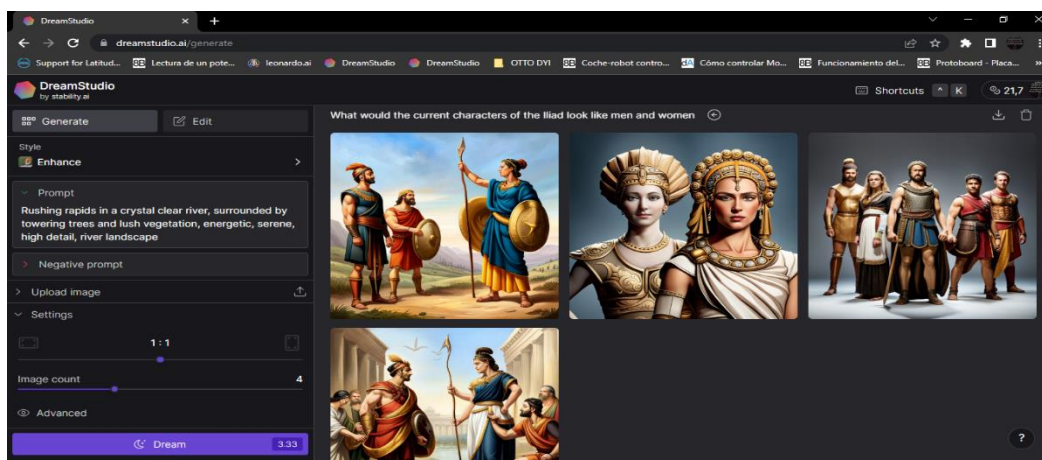 DreamStudio
dreamstudio.ai/generate
Support for Latitud... Lectura de un pote... leonardo.ai DreamStudio DreamStudio OTTO DYI Coche-robot contro... Cómo controlar Mo... Funcionamiento del... Protoboard - Placa...
DreamStudio
by stability.ai
Shortcuts ^ K 21,7
Generate Edit
What would the current characters of the Iliad look like men and women
Style
Enhance
Prompt
Rushing rapids in a crystal clear river, surrounded by
towering trees and lush vegetation, energetic, serene,
high detail, river landscape
Negative prompt
Upload image
Settings
1:1
Image count 4
Advanced
Dream 3.33
?